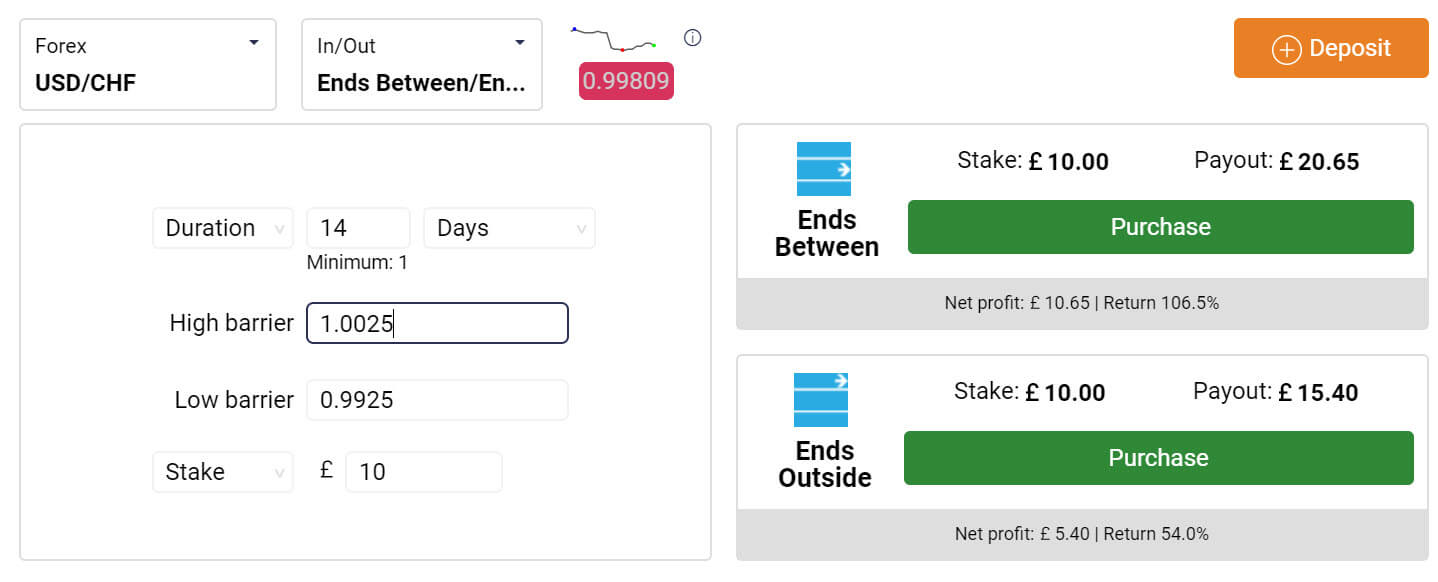 Forex
USD/CHF
In/Out
Ends Between/En...
0.99809
Deposit
Duration 14 Days
Minimum: 1
High barrier 1.0025
Low barrier 0.9925
Stake £ 10
Ends
Between
Stake: £ 10.00 Payout: £ 20.65
Purchase
Net profit: £ 10.65 | Return 106.5%
Ends
Outside
Stake: £ 10.00 Payout: £ 15.40
Purchase
Net profit: £ 5.40 | Return 54.0%